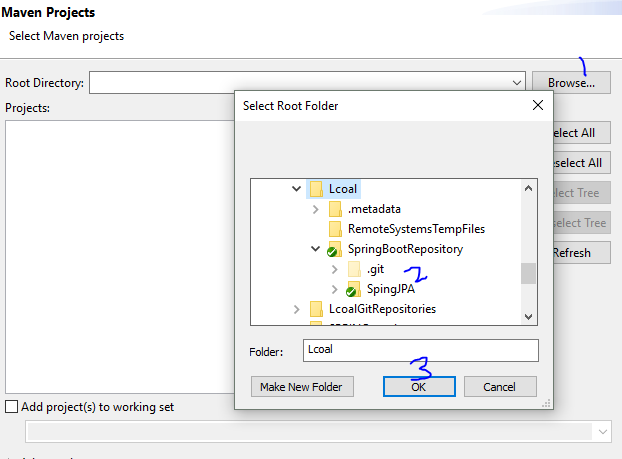 Maven Projects
Select Maven projects
1
Root Directory:
Browse...
Projects:
Select Root Folder
elect All
eselect All
elect Tree
select Tree
Refresh
Lcoal
.metadata
RemoteSystemsTempFiles
SpringBootRepository
.git
2
SpingJPA
LcoalGitRepositories
Folder:
Lcoal
3
Make New Folder
OK
Cancel
Add project(s) to working set